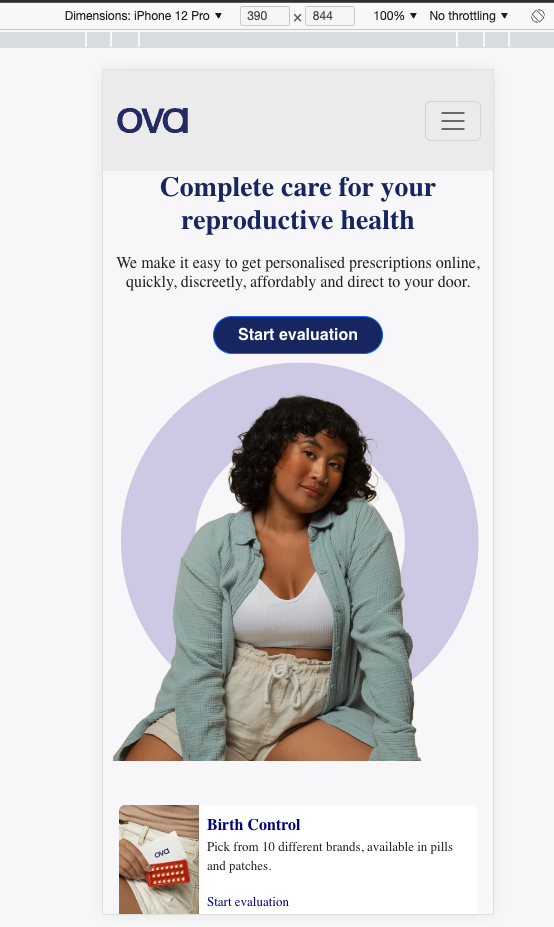 Dimensions: iPhone 12 Pro ▼ 390 × 844 100% ▼ No throttling ▼
ova
Complete care for your
reproductive health
We make it easy to get personalised prescriptions online,
quickly, discreetly, affordably and direct to your door.
Start evaluation
ova
Birth Control
Pick from 10 different brands, available in pills
and patches.
Start evaluation